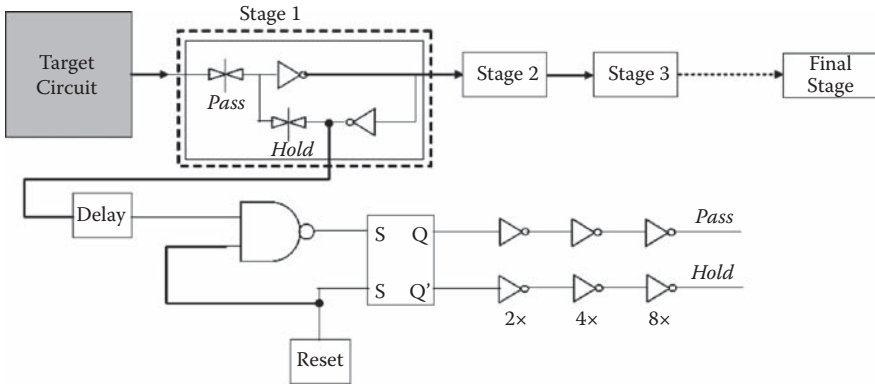 Stage 1
Target
Circuit
Pass
Hold
Stage 2
Stage 3
Final
Stage
Delay
S
Q
S
Q'
Pass
Hold
2×
4×
8×
Reset